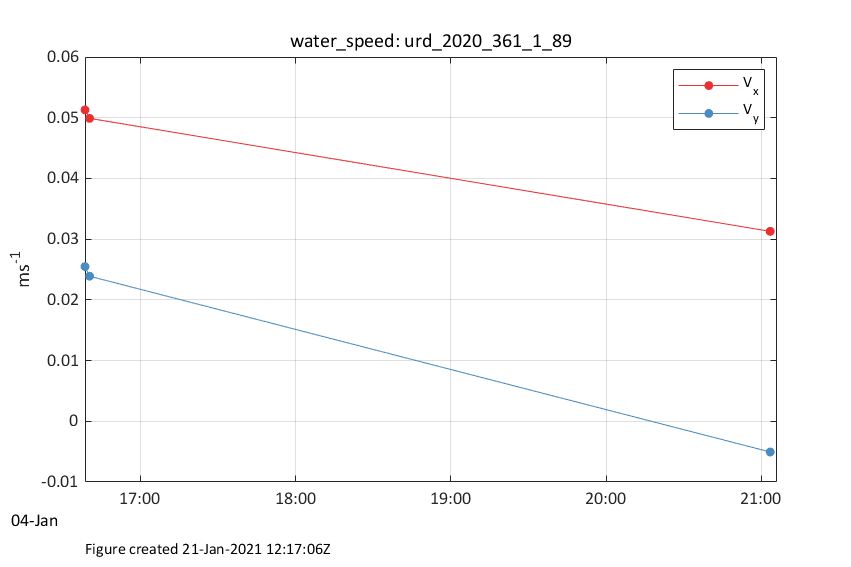 water_speed: urd_2020_361_1_89
0.06
0.05
0.04
0.03
0.02
0.01
0
-0.01
ms-1
Vx
Vy
17:00 18:00 19:00 20:00 21:00
04-Jan
Figure created 21-Jan-2021 12:17:06Z